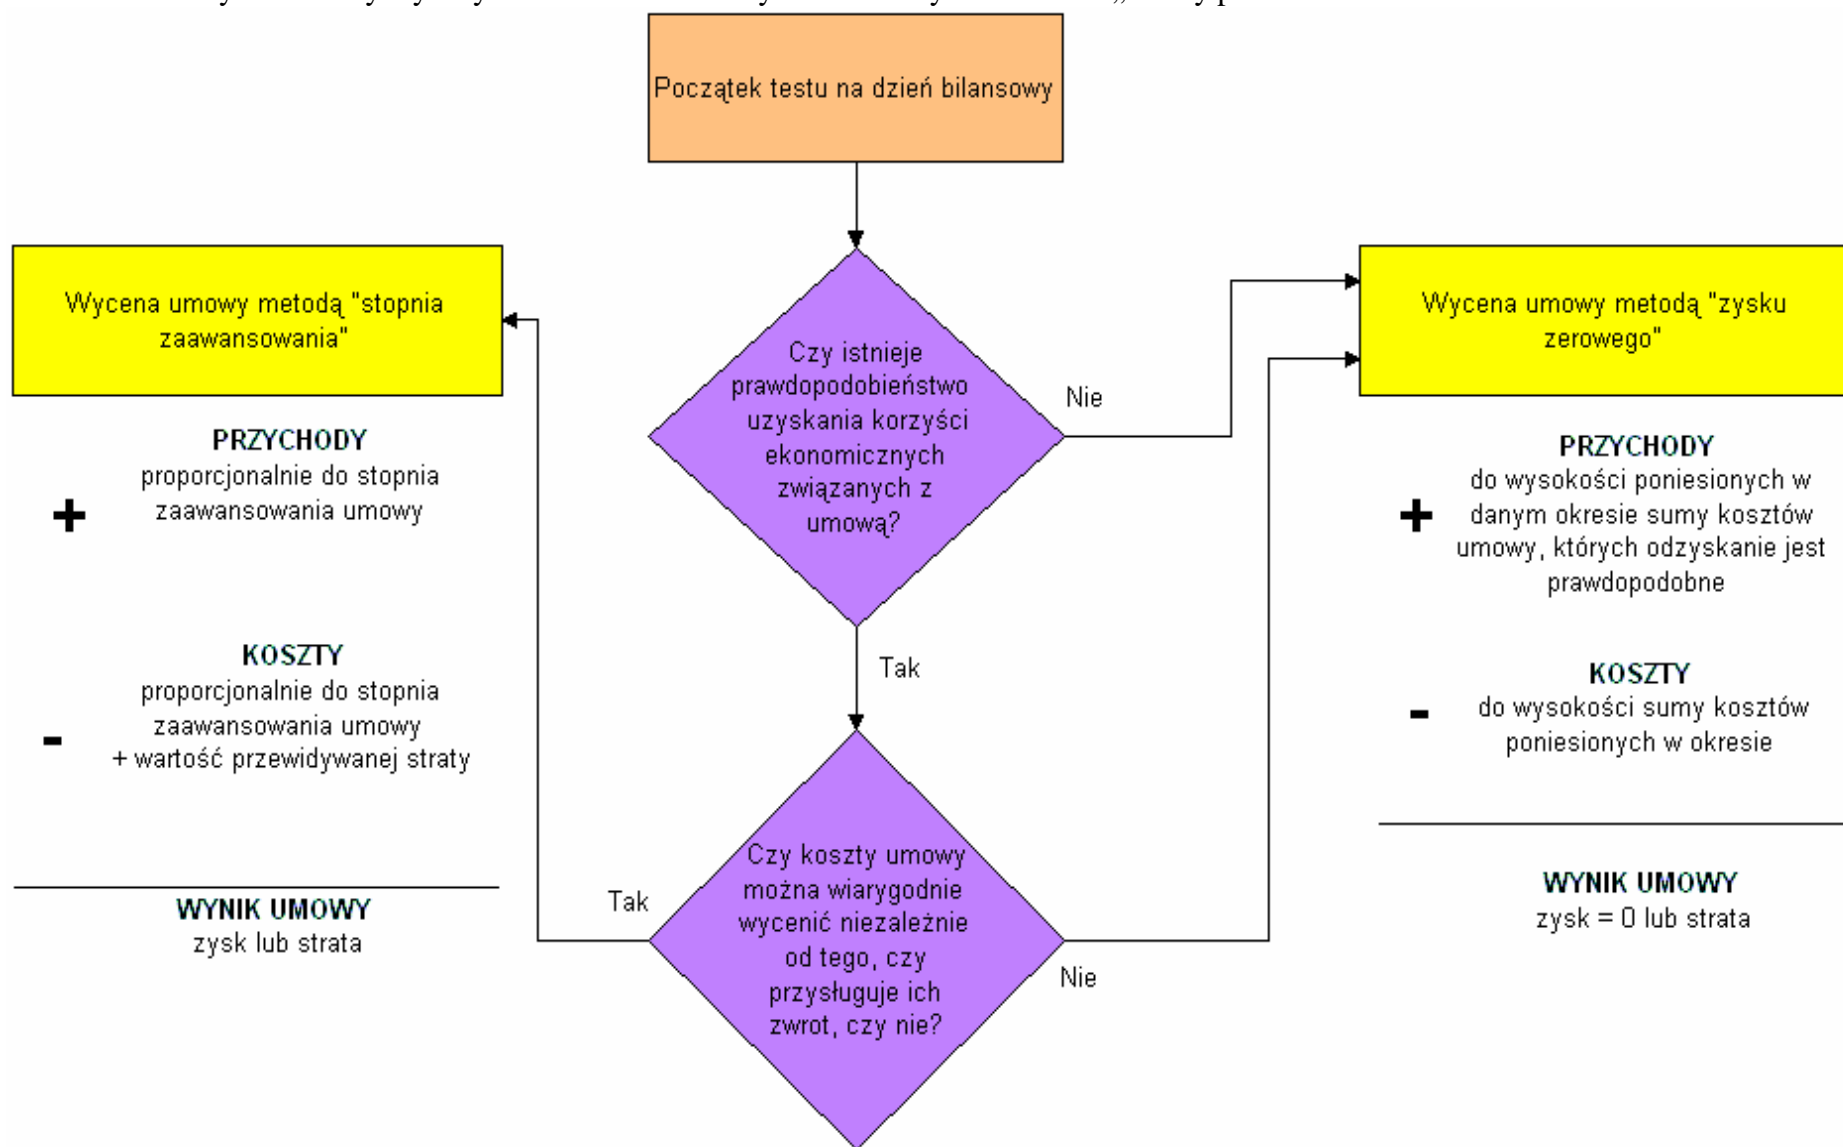 Początek testu na dzień bilansowy
Wycena umowy metodą "stopnia
zaawansowania"
PRZYCHODY
proporcjonalnie do stopnia
zaawansowania umowy
+
KOSZTY
proporcjonalnie do stopnia
zaawansowania umowy
+ wartość przewidywanej straty
-
WYNIK UMOWY
zysk lub strata
Czy istnieje
prawdopodobieństwo
uzyskania korzyści
ekonomicznych
związanych z
umową?
Nie
Tak
Czy koszty umowy
można wiarygodnie
wycenić niezależnie
od tego, czy
przysługuje ich
zwrot, czy nie?
Tak
Nie
Wycena umowy metodą "zysku
zerowego"
PRZYCHODY
do wysokości poniesionych w
danym okresie sumy kosztów
umowy, których odzyskanie jest
prawdopodobne
+
KOSZTY
do wysokości sumy kosztów
poniesionych w okresie
-
WYNIK UMOWY
zysk = 0 lub strata